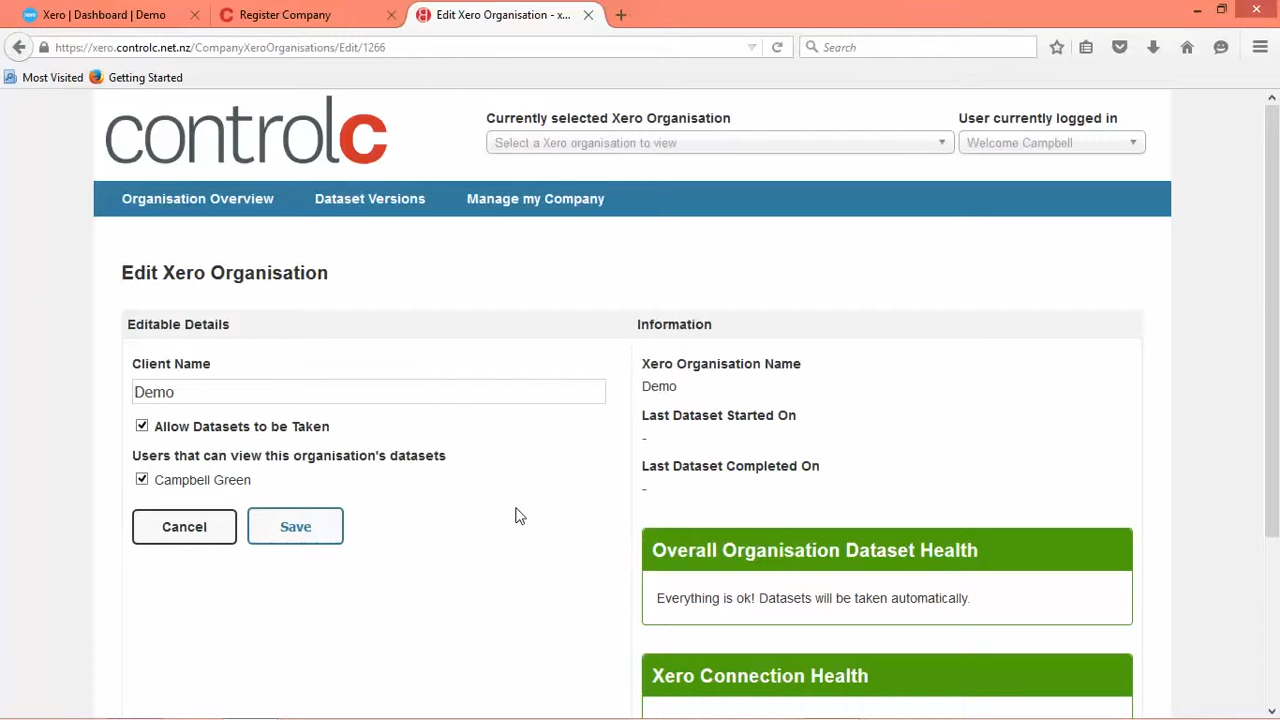 Xero | Dashboard | Demo
Register Company
Edit Xero Organisation - x...
https://xero.controlc.net.nz/CompanyXeroOrganisations/Edit/1266
Search
Most Visited
Getting Started
controlc
Currently selected Xero Organisation
User currently logged in
Select a Xero organisation to view
Welcome Campbell
Organisation Overview
Dataset Versions
Manage my Company
Edit Xero Organisation
Editable Details
Information
Client Name
Demo
Allow Datasets to be Taken
Users that can view this organisation's datasets
Campbell Green
Cancel
Save
Xero Organisation Name
Demo
Last Dataset Started On
-
Last Dataset Completed On
-
Overall Organisation Dataset Health
Everything is ok! Datasets will be taken automatically.
Xero Connection Health